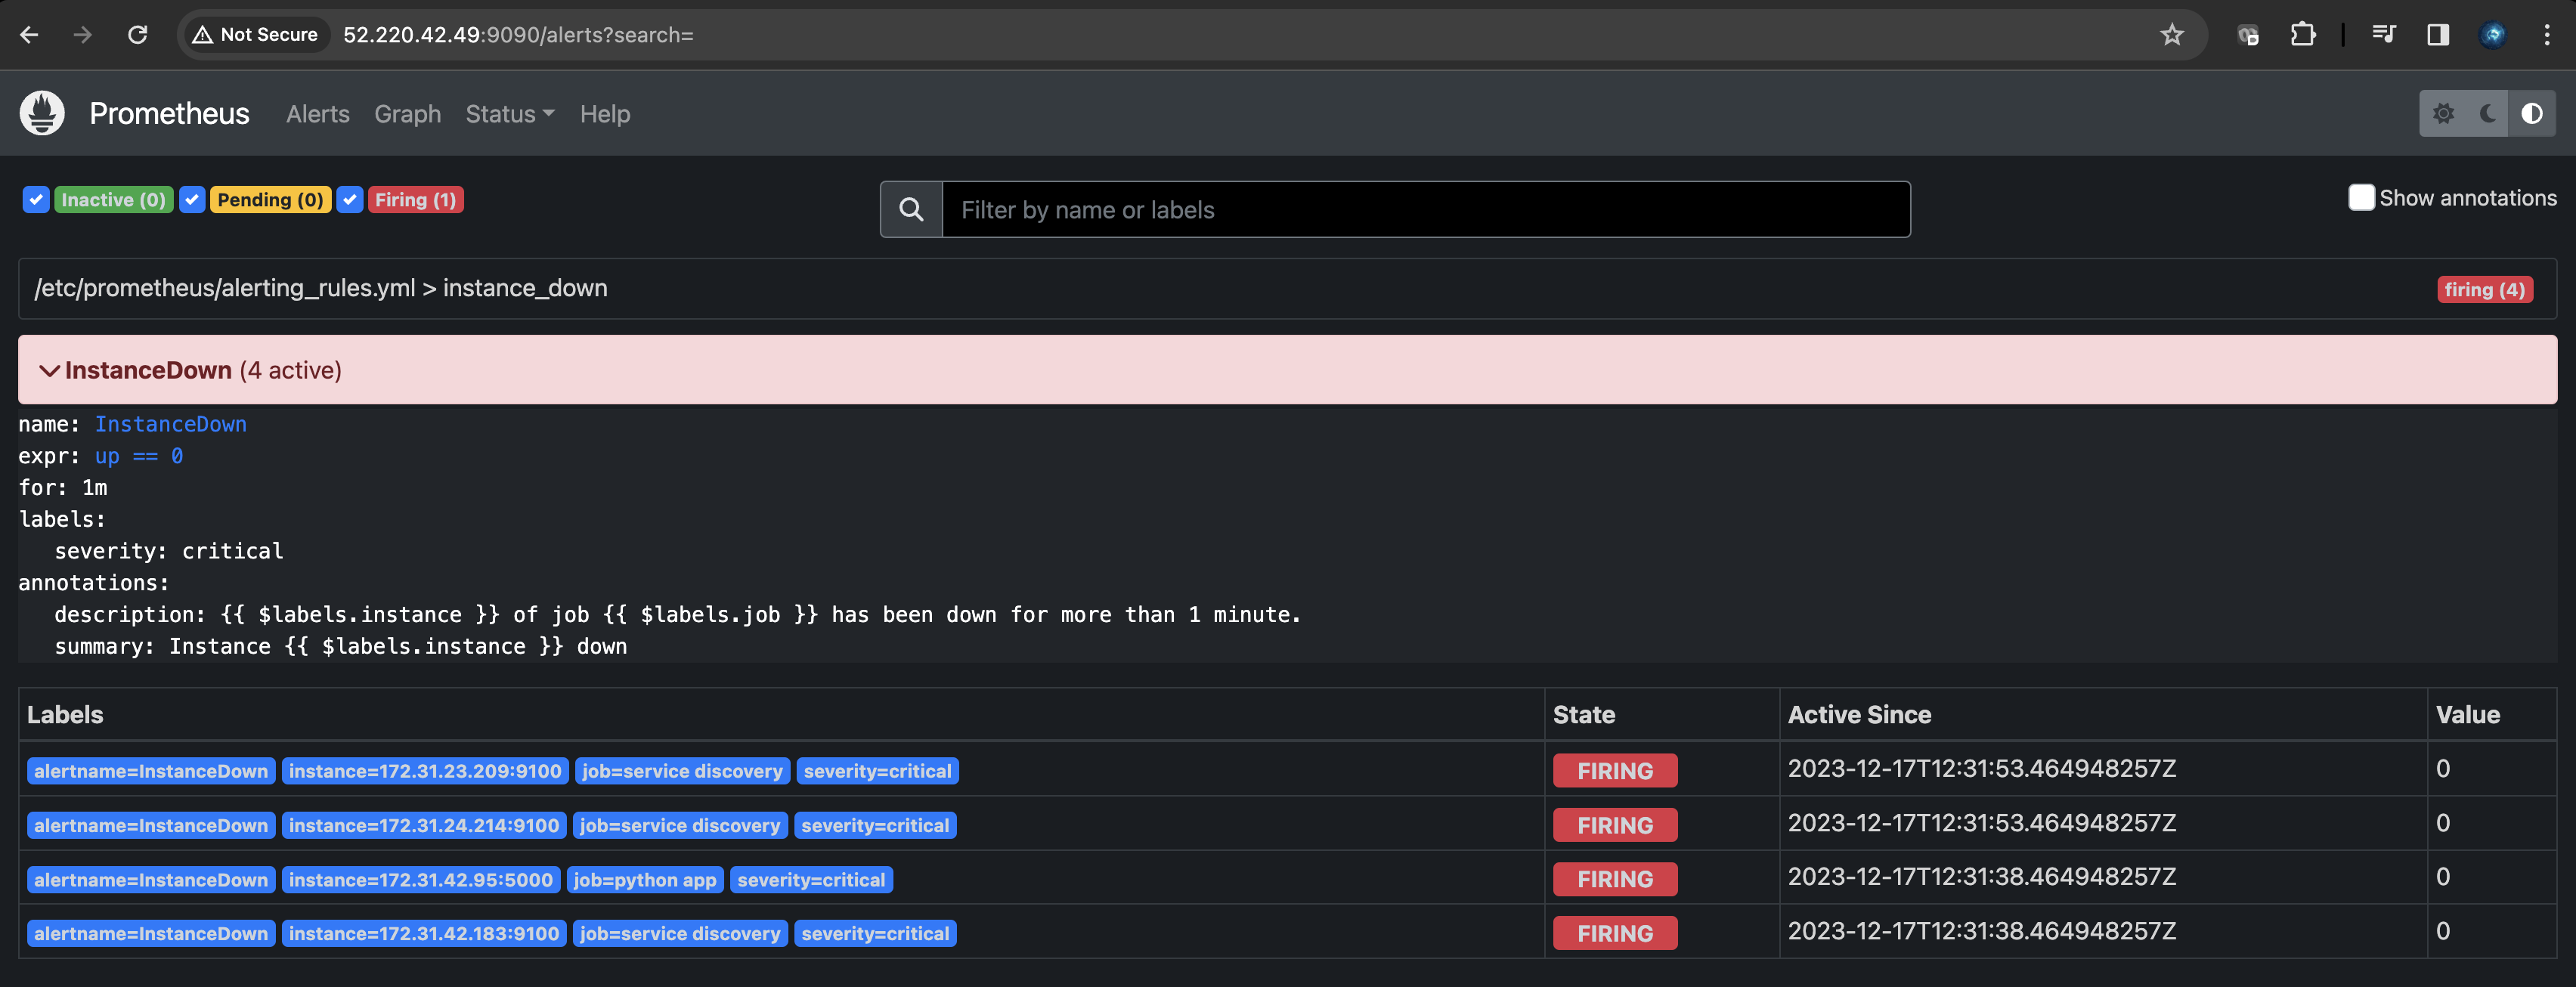 Not Secure 52.220.42.49:9090/alerts?search=
Prometheus Alerts Graph Status Help
Inactive (0) Pending (0) Firing (1) Filter by name or labels Show annotations
/etc/prometheus/alerting_rules.yml > instance_down firing (4)
InstanceDown (4 active)
name: InstanceDown
expr: up == 0
for: 1m
labels:
severity: critical
annotations:
description: {{ $labels.instance }} of job {{ $labels.job }} has been down for more than 1 minute.
summary: Instance {{ $labels.instance }} down
Labels State Active Since Value
alertname=InstanceDown instance=172.31.23.209:9100 job=service discovery severity=critical FIRING 2023-12-17T12:31:53.464948257Z 0
alertname=InstanceDown instance=172.31.24.214:9100 job=service discovery severity=critical FIRING 2023-12-17T12:31:53.464948257Z 0
alertname=InstanceDown instance=172.31.42.95:5000 job=python app severity=critical FIRING 2023-12-17T12:31:38.464948257Z 0
alertname=InstanceDown instance=172.31.42.183:9100 job=service discovery severity=critical FIRING 2023-12-17T12:31:38.464948257Z 0